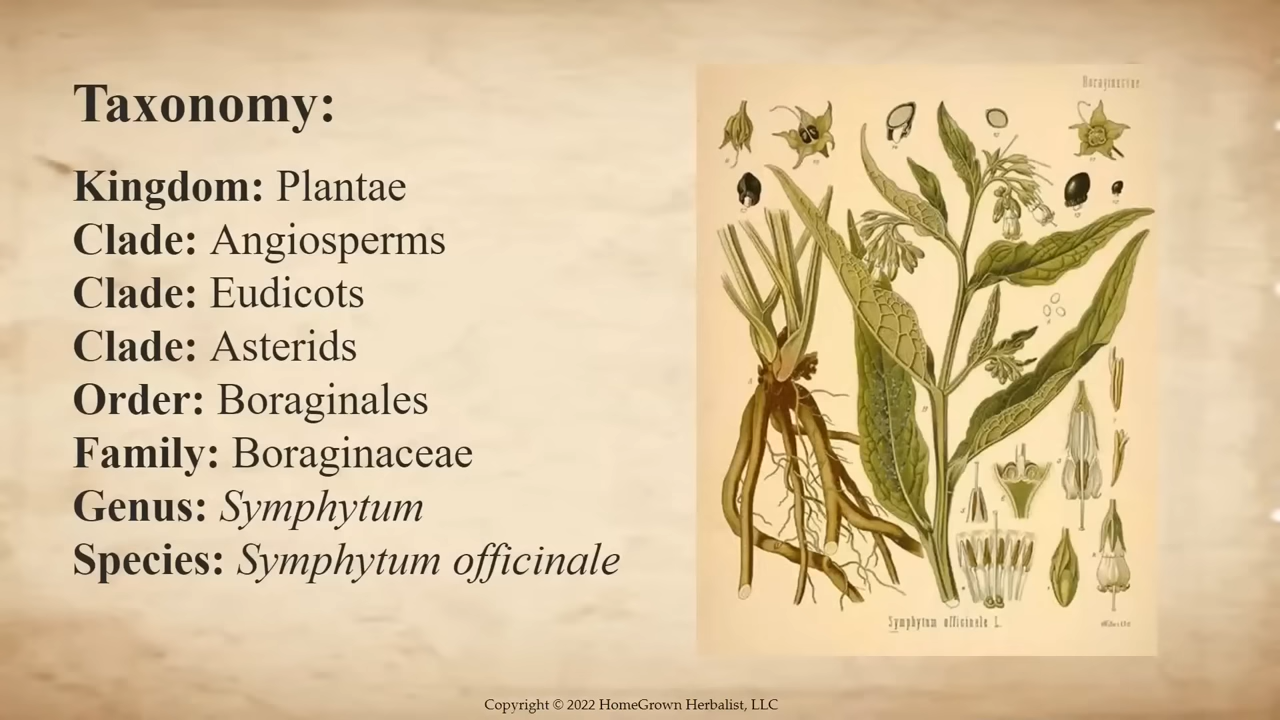 Taxonomy:
Kingdom: Plantae
Clade: Angiosperms
Clade: Eudicots
Clade: Asterids
Order: Boraginales
Family: Boraginaceae
Genus: Symphytum
Species: Symphytum officinale
Symphytum officinale L.
Copyright © 2022 HomeGrown Herbalist, LLC